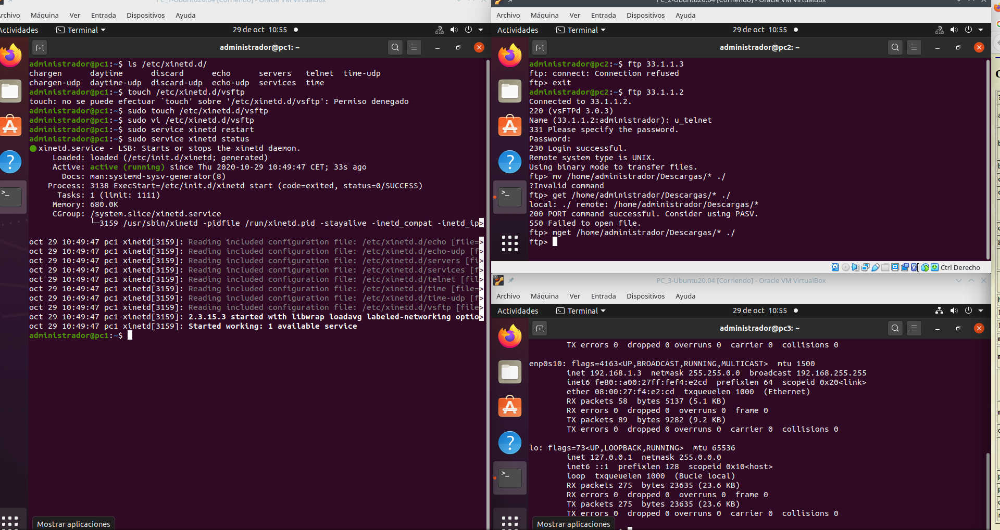 PC_1-Ubuntu20.04 [Corriendo] - Oracle VM VirtualBox
rchivo Máquina Ver Entrada Dispositivos Ayuda
Actividades Terminal 29 de oct 10:55
administrador@pc1: ~
administrador@pc1:~$ ls /etc/xinetd.d/
chargen daytime discard echo servers telnet time-udp
chargen-udp daytime-udp discard-udp echo-udp services time
administrador@pc1:~$ touch /etc/xinetd.d/vsftp
touch: no se puede efectuar `touch' sobre '/etc/xinetd.d/vsftp': Permiso denegado
administrador@pc1:~$ sudo touch /etc/xinetd.d/vsftp
administrador@pc1:~$ sudo vi /etc/xinetd.d/vsftp
administrador@pc1:~$ sudo service xinetd restart
administrador@pc1:~$ sudo service xinetd status
xinetd.service - LSB: Starts or stops the xinetd daemon.
Loaded: loaded (/etc/init.d/xinetd; generated)
Active: active (running) since Thu 2020-10-29 10:49:47 CET; 33s ago
Docs: man:systemd-sysv-generator(8)
Process: 3138 ExecStart=/etc/init.d/xinetd start (code=exited, status=0/SUCCESS)
Tasks: 1 (limit: 1111)
Memory: 680.0K
CGroup: /system.slice/xinetd.service
└─3159 /usr/sbin/xinetd -pidfile /run/xinetd.pid -stayalive -inetd_compat -inetd_ip>
oct 29 10:49:47 pc1 xinetd[3159]: Reading included configuration file: /etc/xinetd.d/echo [file=>
oct 29 10:49:47 pc1 xinetd[3159]: Reading included configuration file: /etc/xinetd.d/echo-udp [f>
oct 29 10:49:47 pc1 xinetd[3159]: Reading included configuration file: /etc/xinetd.d/servers [fi>
oct 29 10:49:47 pc1 xinetd[3159]: Reading included configuration file: /etc/xinetd.d/services [f>
oct 29 10:49:47 pc1 xinetd[3159]: Reading included configuration file: /etc/xinetd.d/telnet [fil>
oct 29 10:49:47 pc1 xinetd[3159]: Reading included configuration file: /etc/xinetd.d/time [file=>
oct 29 10:49:47 pc1 xinetd[3159]: Reading included configuration file: /etc/xinetd.d/time-udp [f>
oct 29 10:49:47 pc1 xinetd[3159]: Reading included configuration file: /etc/xinetd.d/vsftp [file>
oct 29 10:49:47 pc1 xinetd[3159]: 2.3.15.3 started with libwrap loadavg labeled-networking optio>
oct 29 10:49:47 pc1 xinetd[3159]: Started working: 1 available service
administrador@pc1:~$
Mostrar aplicaciones
PC_2-Ubuntu20.04 [Corriendo] - Oracle VM VirtualBox
Archivo Máquina Ver Entrada Dispositivos Ayuda
Actividades Terminal 29 de oct 10:55
administrador@pc2: ~
administrador@pc2:~$ ftp 33.1.1.3
ftp: connect: Connection refused
ftp> exit
administrador@pc2:~$ ftp 33.1.1.2
Connected to 33.1.1.2.
220 (vsFTPd 3.0.3)
Name (33.1.1.2:administrador): u_telnet
331 Please specify the password.
Password:
230 Login successful.
Remote system type is UNIX.
Using binary mode to transfer files.
ftp> mv /home/administrador/Descargas/* ./
?Invalid command
ftp> get /home/administrador/Descargas/* ./
local: ./ remote: /home/administrador/Descargas/*
200 PORT command successful. Consider using PASV.
550 Failed to open file.
ftp> mget /home/administrador/Descargas/* ./
ftp>
Ctrl Derecho
PC_3-Ubuntu20.04 [Corriendo] - Oracle VM VirtualBox
Archivo Máquina Ver Entrada Dispositivos Ayuda
Actividades Terminal 29 de oct 10:55
administrador@pc3: ~
TX errors 0 dropped 0 overruns 0 carrier 0 collisions 0
enp0s10: flags=4163<UP,BROADCAST,RUNNING,MULTICAST> mtu 1500
inet 192.168.1.3 netmask 255.255.0.0 broadcast 192.168.255.255
inet6 fe80::a00:27ff:fef4:e2cd prefixlen 64 scopeid 0x20<link>
ether 08:00:27:f4:e2:cd txqueuelen 1000 (Ethernet)
RX packets 58 bytes 5137 (5.1 KB)
RX errors 0 dropped 0 overruns 0 frame 0
TX packets 89 bytes 9282 (9.2 KB)
TX errors 0 dropped 0 overruns 0 carrier 0 collisions 0
lo: flags=73<UP,LOOPBACK,RUNNING> mtu 65536
inet 127.0.0.1 netmask 255.0.0.0
inet6 ::1 prefixlen 128 scopeid 0x10<host>
loop txqueuelen 1000 (Bucle local)
RX packets 275 bytes 23635 (23.6 KB)
RX errors 0 dropped 0 overruns 0 frame 0
TX packets 275 bytes 23635 (23.6 KB)
TX errors 0 dropped 0 overruns 0 carrier 0 collisions 0
Mostrar aplicaciones